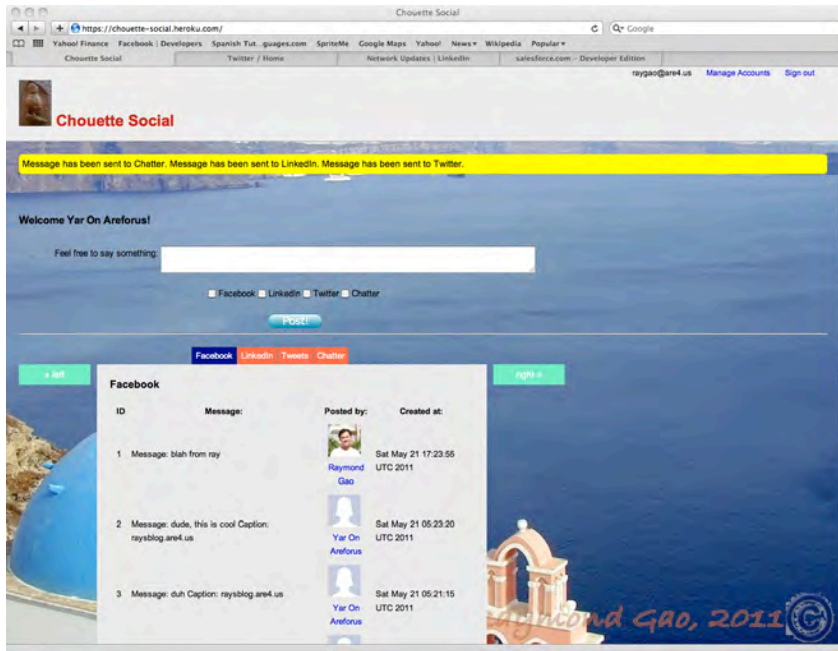 Chouette Social
https://chouette-social.heroku.com/
Google
Yahoo! Finance Facebook | Developers Spanish Tut...guages.com SpriteMe Google Maps Yahoo! News Wikipedia Popular
Chouette Social Twitter / Home Network Updates | LinkedIn salesforce.com - Developer Edition
raygao@are4.us Manage Accounts Sign out
Chouette Social
Message has been sent to Chatter. Message has been sent to LinkedIn. Message has been sent to Twitter.
Welcome Yar On Areforus!
Feel free to say something:
Facebook LinkedIn Twitter Chatter
Post!
Facebook LinkedIn Tweets Chatter
« left
right »
Facebook
ID Message: Posted by: Created at:
1 Message: blah from ray Raymond Gao Sat May 21 17:23:55 UTC 2011
2 Message: dude, this is cool Caption: raysblog.are4.us Yar On Areforus Sat May 21 05:23:20 UTC 2011
3 Message: duh Caption: raysblog.are4.us Yar On Areforus Sat May 21 05:21:15 UTC 2011
Raymond Gao, 2011